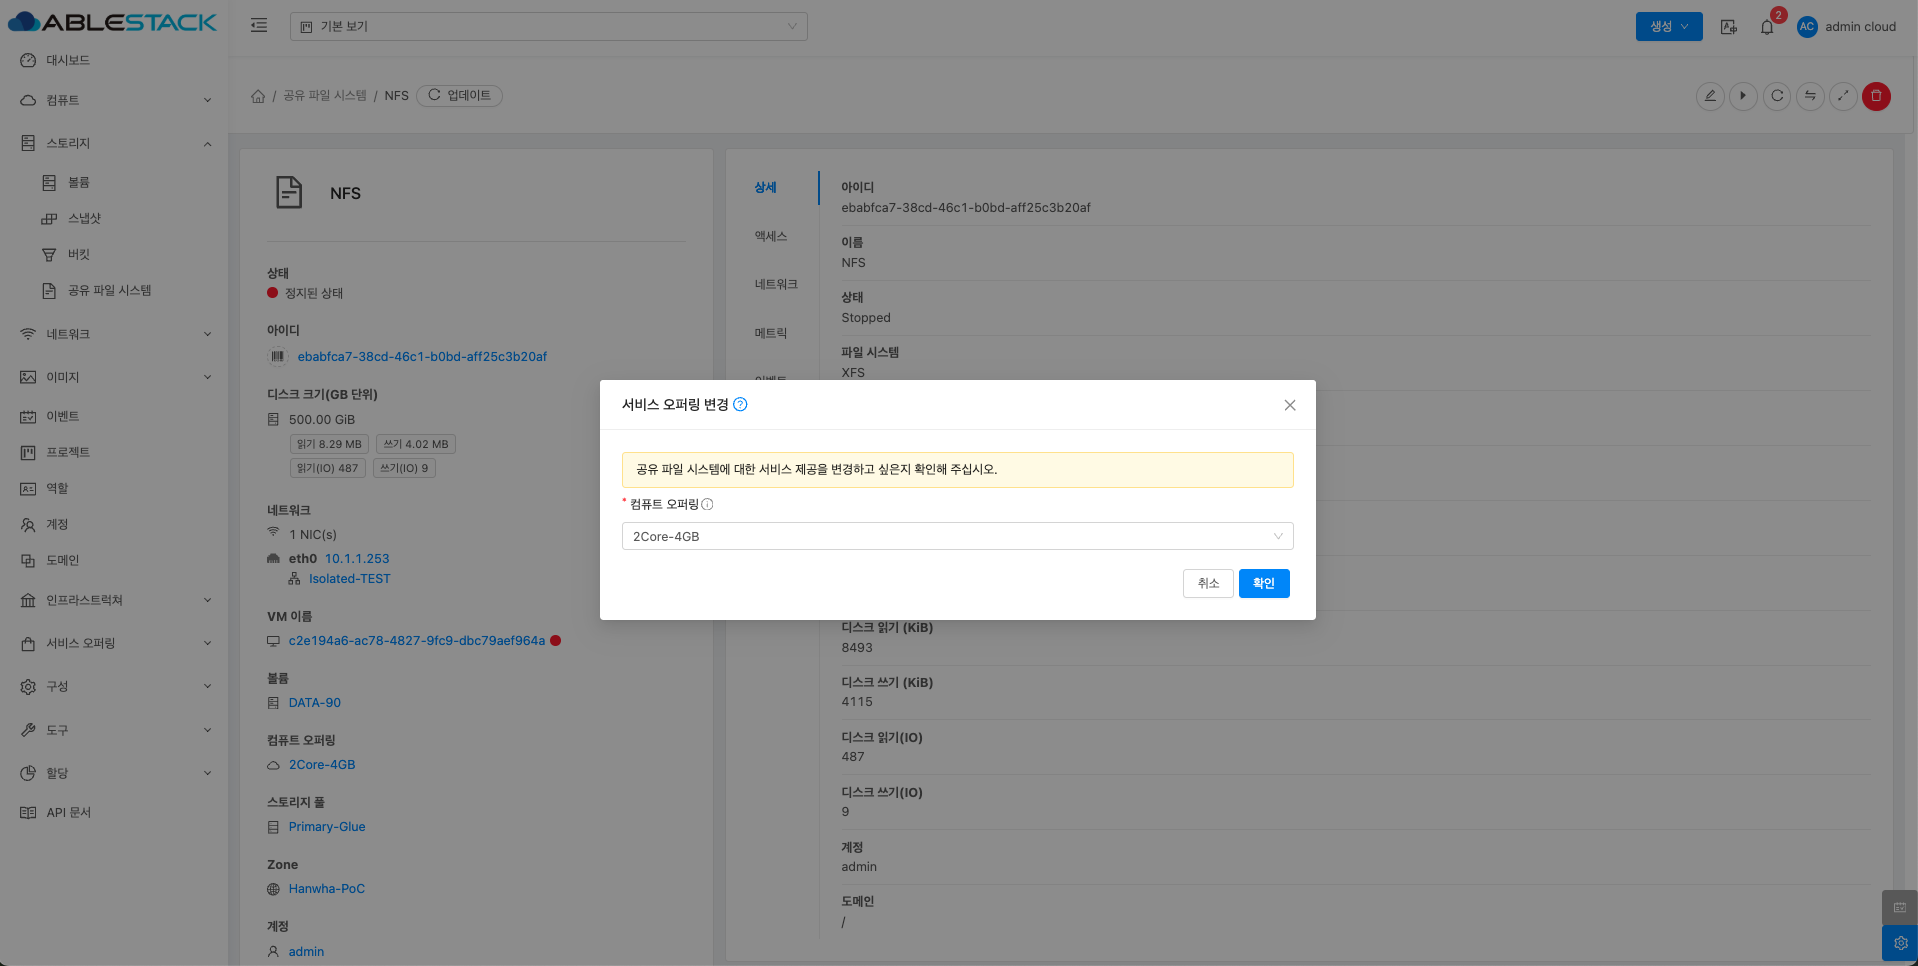 ABLESTACK
기본 보기
생성
2
AC
admin cloud
대시보드
컴퓨트
스토리지
볼륨
스냅샷
버킷
공유 파일 시스템
네트워크
이미지
이벤트
프로젝트
역할
계정
도메인
인프라스트럭쳐
서비스 오퍼링
구성
도구
할당
API 문서
/ 공유 파일 시스템 / NFS 업데이트
NFS
상태
정지된 상태
아이디
ebabfca7-38cd-46c1-b0bd-aff25c3b20af
디스크 크기(GB 단위)
500.00 GiB
읽기 8.29 MB 쓰기 4.02 MB
읽기(IO) 487 쓰기(IO) 9
네트워크
1 NIC(s)
eth0 10.1.1.253
Isolated-TEST
VM 이름
c2e194a6-ac78-4827-9fc9-dbc79aef964a
볼륨
DATA-90
컴퓨트 오퍼링
2Core-4GB
스토리지 풀
Primary-Glue
Zone
Hanwha-PoC
계정
admin
상세
액세스
네트워크
메트릭
아이디
ebabfca7-38cd-46c1-b0bd-aff25c3b20af
이름
NFS
상태
Stopped
파일 시스템
XFS
서비스 오퍼링 변경
공유 파일 시스템에 대한 서비스 제공을 변경하고 싶은지 확인해 주십시오.
* 컴퓨트 오퍼링
2Core-4GB
취소 확인
디스크 읽기 (KiB)
8493
디스크 쓰기 (KiB)
4115
디스크 읽기(IO)
487
디스크 쓰기(IO)
9
계정
admin
도메인
/